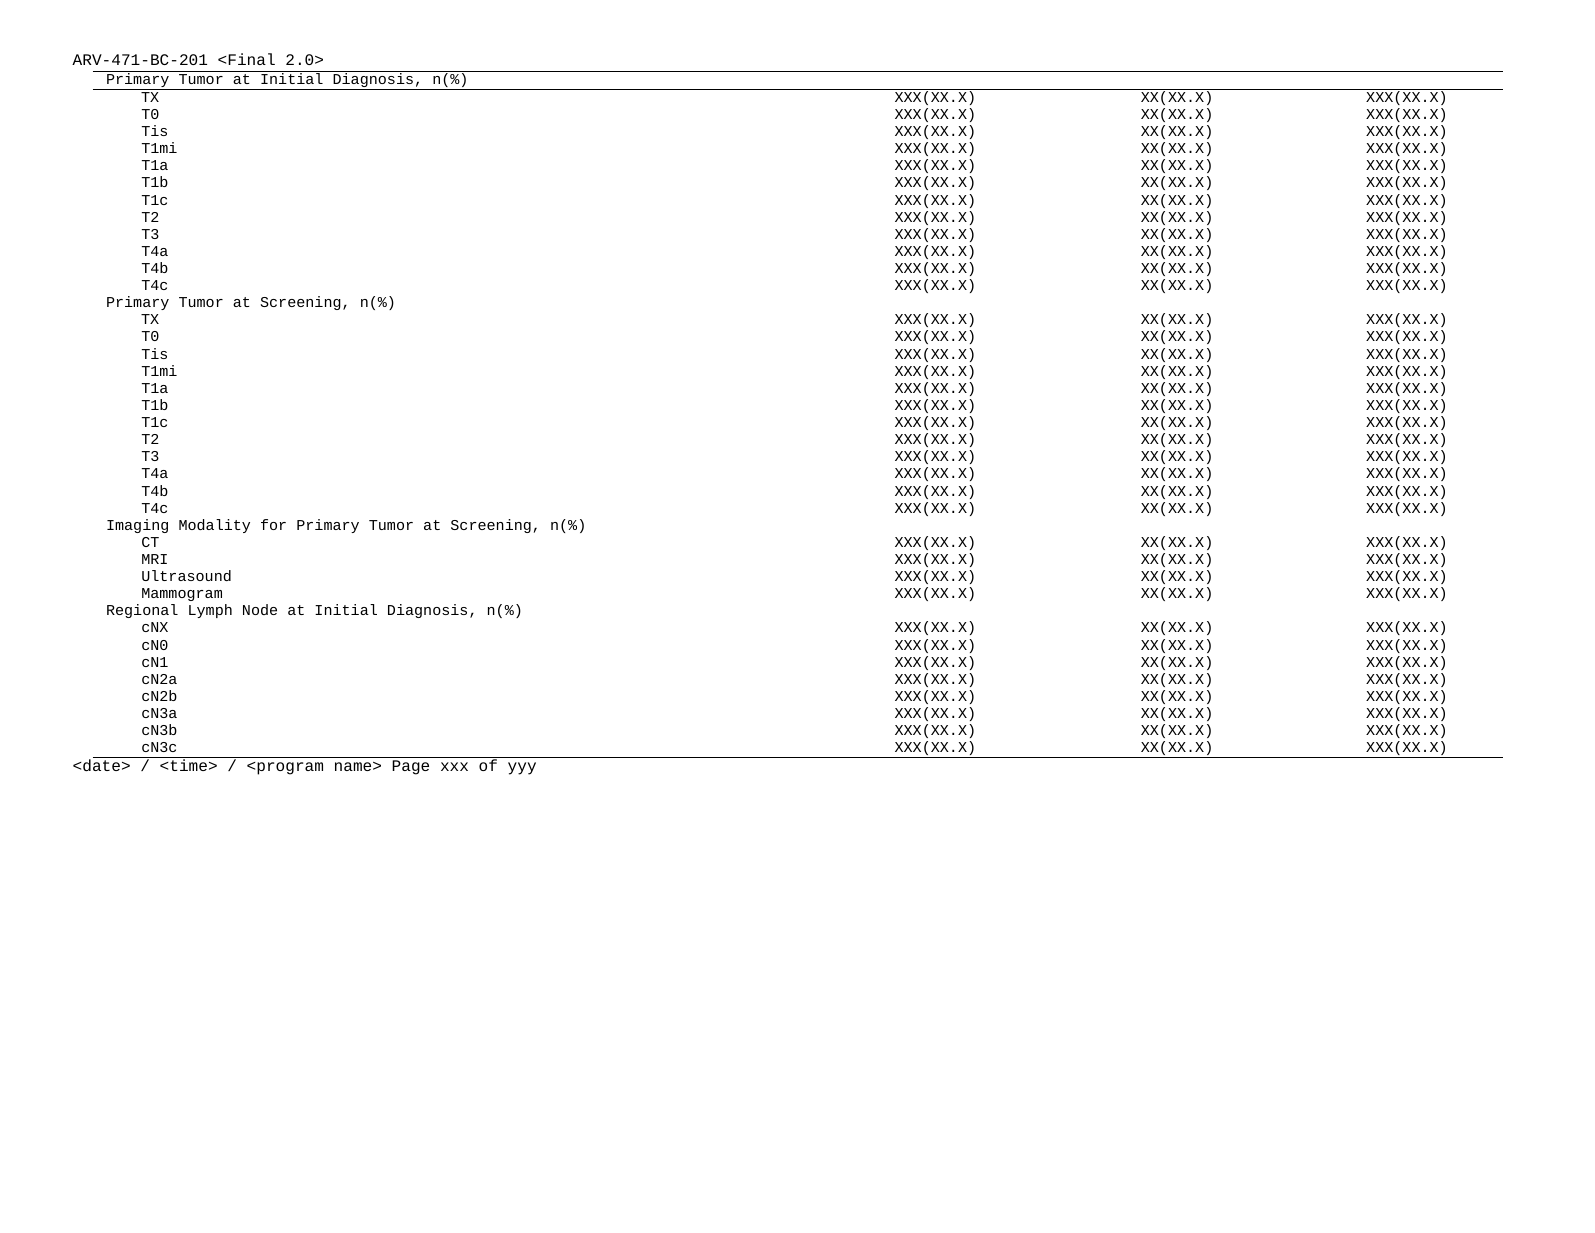 ARV-471-BC-201 <Final 2.0>
Primary Tumor at Initial Diagnosis, n(%)
TX XXX(XX.X) XX(XX.X) XXX(XX.X)
T0 XXX(XX.X) XX(XX.X) XXX(XX.X)
Tis XXX(XX.X) XX(XX.X) XXX(XX.X)
T1mi XXX(XX.X) XX(XX.X) XXX(XX.X)
T1a XXX(XX.X) XX(XX.X) XXX(XX.X)
T1b XXX(XX.X) XX(XX.X) XXX(XX.X)
T1c XXX(XX.X) XX(XX.X) XXX(XX.X)
T2 XXX(XX.X) XX(XX.X) XXX(XX.X)
T3 XXX(XX.X) XX(XX.X) XXX(XX.X)
T4a XXX(XX.X) XX(XX.X) XXX(XX.X)
T4b XXX(XX.X) XX(XX.X) XXX(XX.X)
T4c XXX(XX.X) XX(XX.X) XXX(XX.X)
Primary Tumor at Screening, n(%)
TX XXX(XX.X) XX(XX.X) XXX(XX.X)
T0 XXX(XX.X) XX(XX.X) XXX(XX.X)
Tis XXX(XX.X) XX(XX.X) XXX(XX.X)
T1mi XXX(XX.X) XX(XX.X) XXX(XX.X)
T1a XXX(XX.X) XX(XX.X) XXX(XX.X)
T1b XXX(XX.X) XX(XX.X) XXX(XX.X)
T1c XXX(XX.X) XX(XX.X) XXX(XX.X)
T2 XXX(XX.X) XX(XX.X) XXX(XX.X)
T3 XXX(XX.X) XX(XX.X) XXX(XX.X)
T4a XXX(XX.X) XX(XX.X) XXX(XX.X)
T4b XXX(XX.X) XX(XX.X) XXX(XX.X)
T4c XXX(XX.X) XX(XX.X) XXX(XX.X)
Imaging Modality for Primary Tumor at Screening, n(%)
CT XXX(XX.X) XX(XX.X) XXX(XX.X)
MRI XXX(XX.X) XX(XX.X) XXX(XX.X)
Ultrasound XXX(XX.X) XX(XX.X) XXX(XX.X)
Mammogram XXX(XX.X) XX(XX.X) XXX(XX.X)
Regional Lymph Node at Initial Diagnosis, n(%)
cNX XXX(XX.X) XX(XX.X) XXX(XX.X)
cN0 XXX(XX.X) XX(XX.X) XXX(XX.X)
cN1 XXX(XX.X) XX(XX.X) XXX(XX.X)
cN2a XXX(XX.X) XX(XX.X) XXX(XX.X)
cN2b XXX(XX.X) XX(XX.X) XXX(XX.X)
cN3a XXX(XX.X) XX(XX.X) XXX(XX.X)
cN3b XXX(XX.X) XX(XX.X) XXX(XX.X)
cN3c XXX(XX.X) XX(XX.X) XXX(XX.X)
<date> / <time> / <program name> Page xxx of yyy